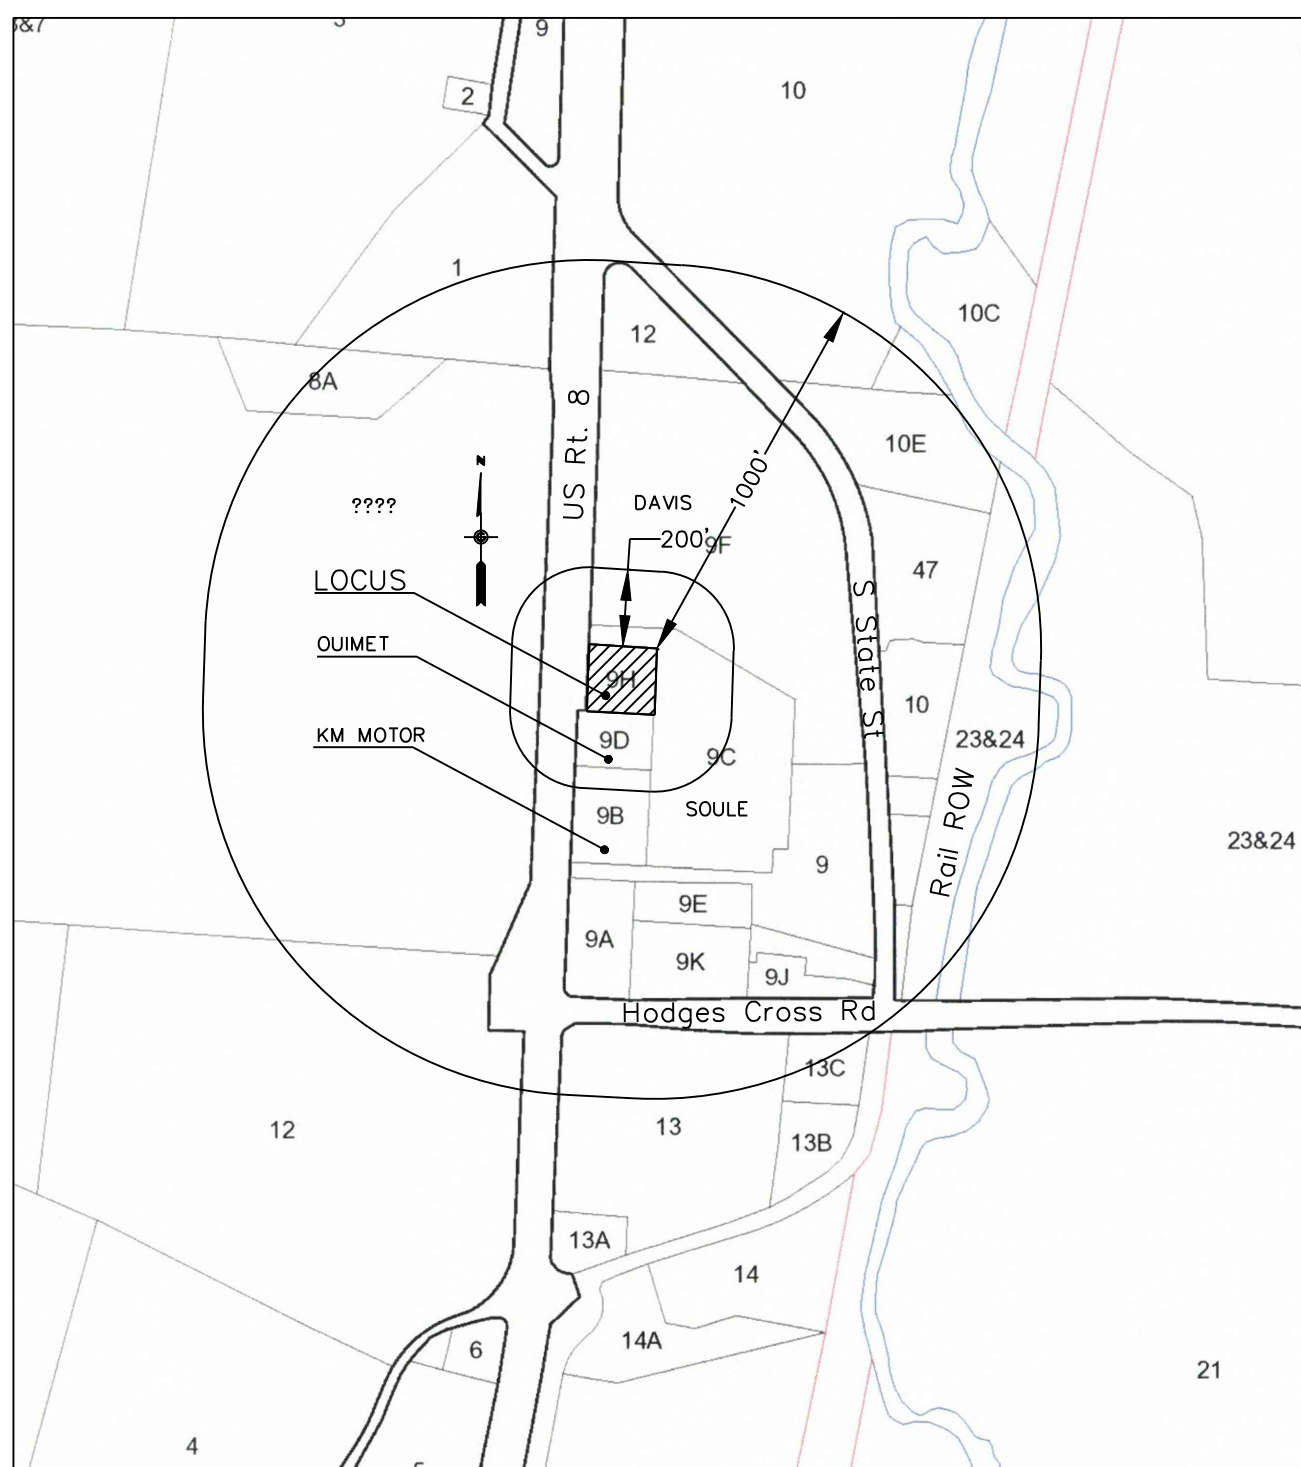 9
2
10
1
10C
12
8A
US Rt. 8
10E
1000'
N
????
DAVIS
200'
9F
47
LOCUS
S State St
OUIMET
9H
10
KM MOTOR
9D
23&24
9C
Rail ROW
9B
SOULE
23&24
9
9E
9A
9K
9J
Hodges Cross Rd
13C
12
13
13B
13A
14
14A
6
21
4